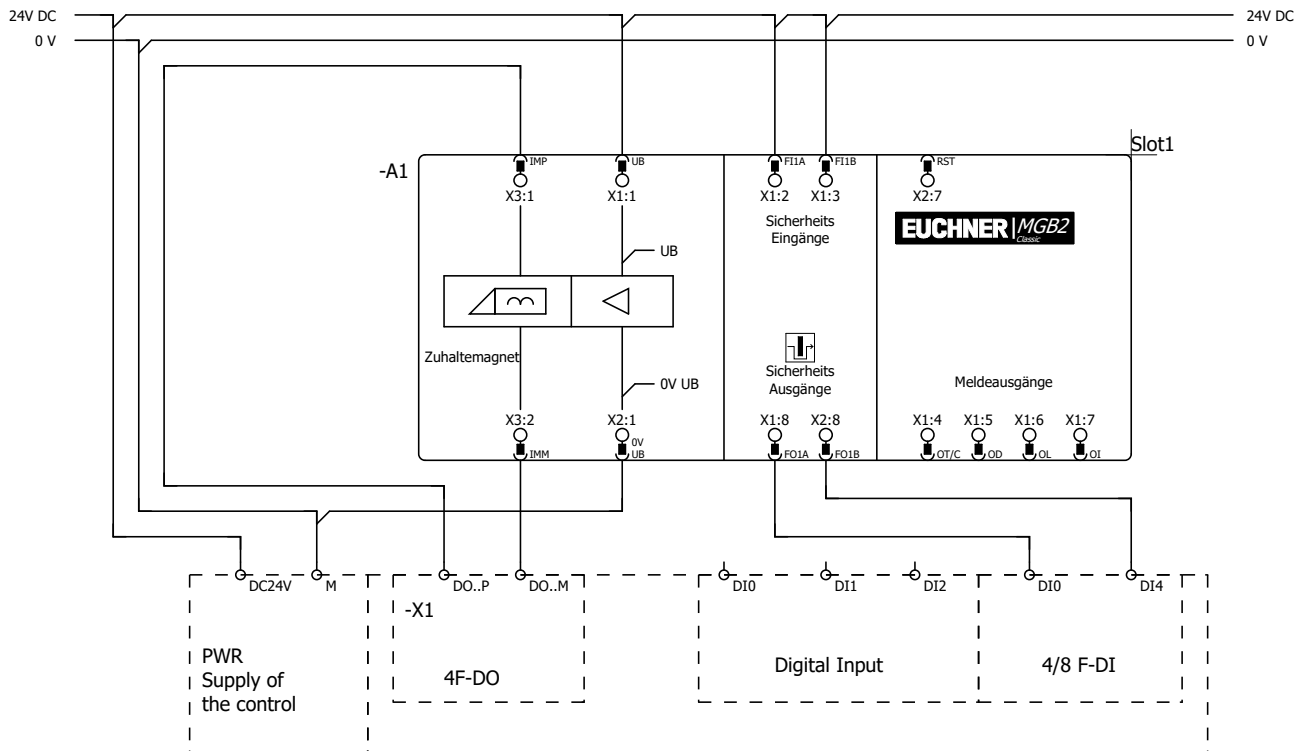 24V DC
24V DC
0 V
0 V
Slot1
-A1
IMP
UB
FI1A
FI1B
RST
X3:1
X1:1
X1:2
X1:3
X2:7
Sicherheits
Eingänge
EUCHNER MGB2
Classic
UB
Zuhaltemagnet
Sicherheits
Ausgänge
0V UB
Meldeausgänge
X3:2
X2:1
X1:8
X2:8
X1:4
X1:5
X1:6
X1:7
IMM
0V
UB
FO1A
FO1B
OT/C
OD
OL
OI
DC24V
M
DO..P
DO..M
DI0
DI1
DI2
DI0
DI4
-X1
PWR
Supply of
the control
4F-DO
Digital Input
4/8 F-DI